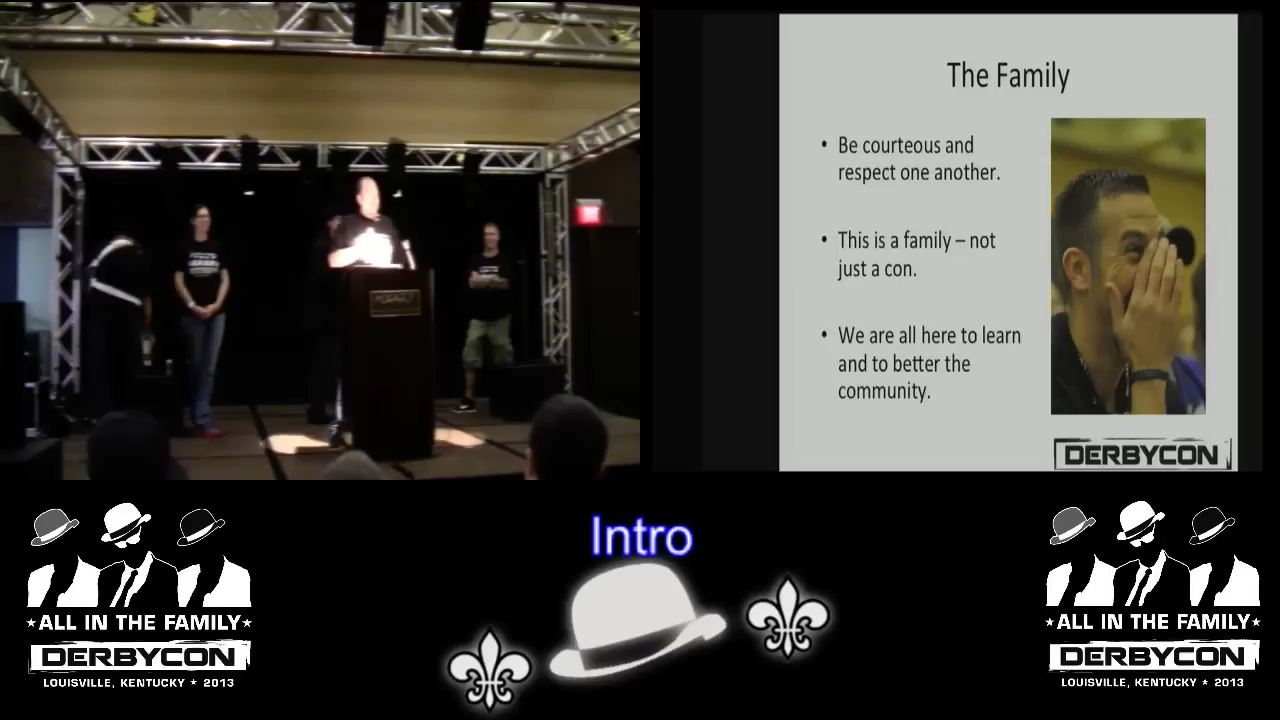 The Family
• Be courteous and
respect one another.
• This is a family – not
just a con.
• We are all here to learn
and to better the
community.
DERBYCON
Intro
★ALL IN THE FAMILY★
DERBYCON
LOUISVILLE, KENTUCKY ★ 2013
★ALL IN THE FAMILY★
DERBYCON
LOUISVILLE, KENTUCKY ★ 2013